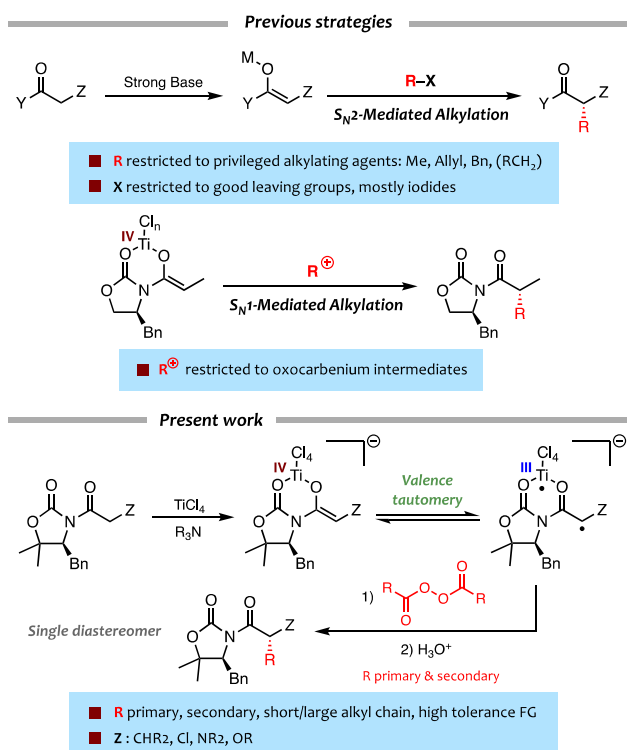 Previous strategies
O
Y
Z
Strong Base
M
O
Y
Z
R–X
S_N2-Mediated Alkylation
O
Y
Z
R
R restricted to privileged alkylating agents: Me, Allyl, Bn, (RCH₂)
X restricted to good leaving groups, mostly iodides
Clₙ
IV
Ti
O
O
O
N
Bn
R⊕
S_N1-Mediated Alkylation
O
O
O
N
R
Bn
R⊕ restricted to oxocarbenium intermediates
Present work
O
O
O
N
Z
Bn
TiCl₄
R₃N
Cl₄
IV
Ti
⊖
O
O
O
N
Z
Bn
Valence
tautomery
Cl₄
III
Ti
•
⊖
O
O
O
N
Z
•
Bn
1)
R
O
O
O
O
R
2) H₃O⁺
R primary & secondary
Single diastereomer
O
O
O
N
Z
R
Bn
R primary, secondary, short/large alkyl chain, high tolerance FG
Z : CHR2, Cl, NR2, OR